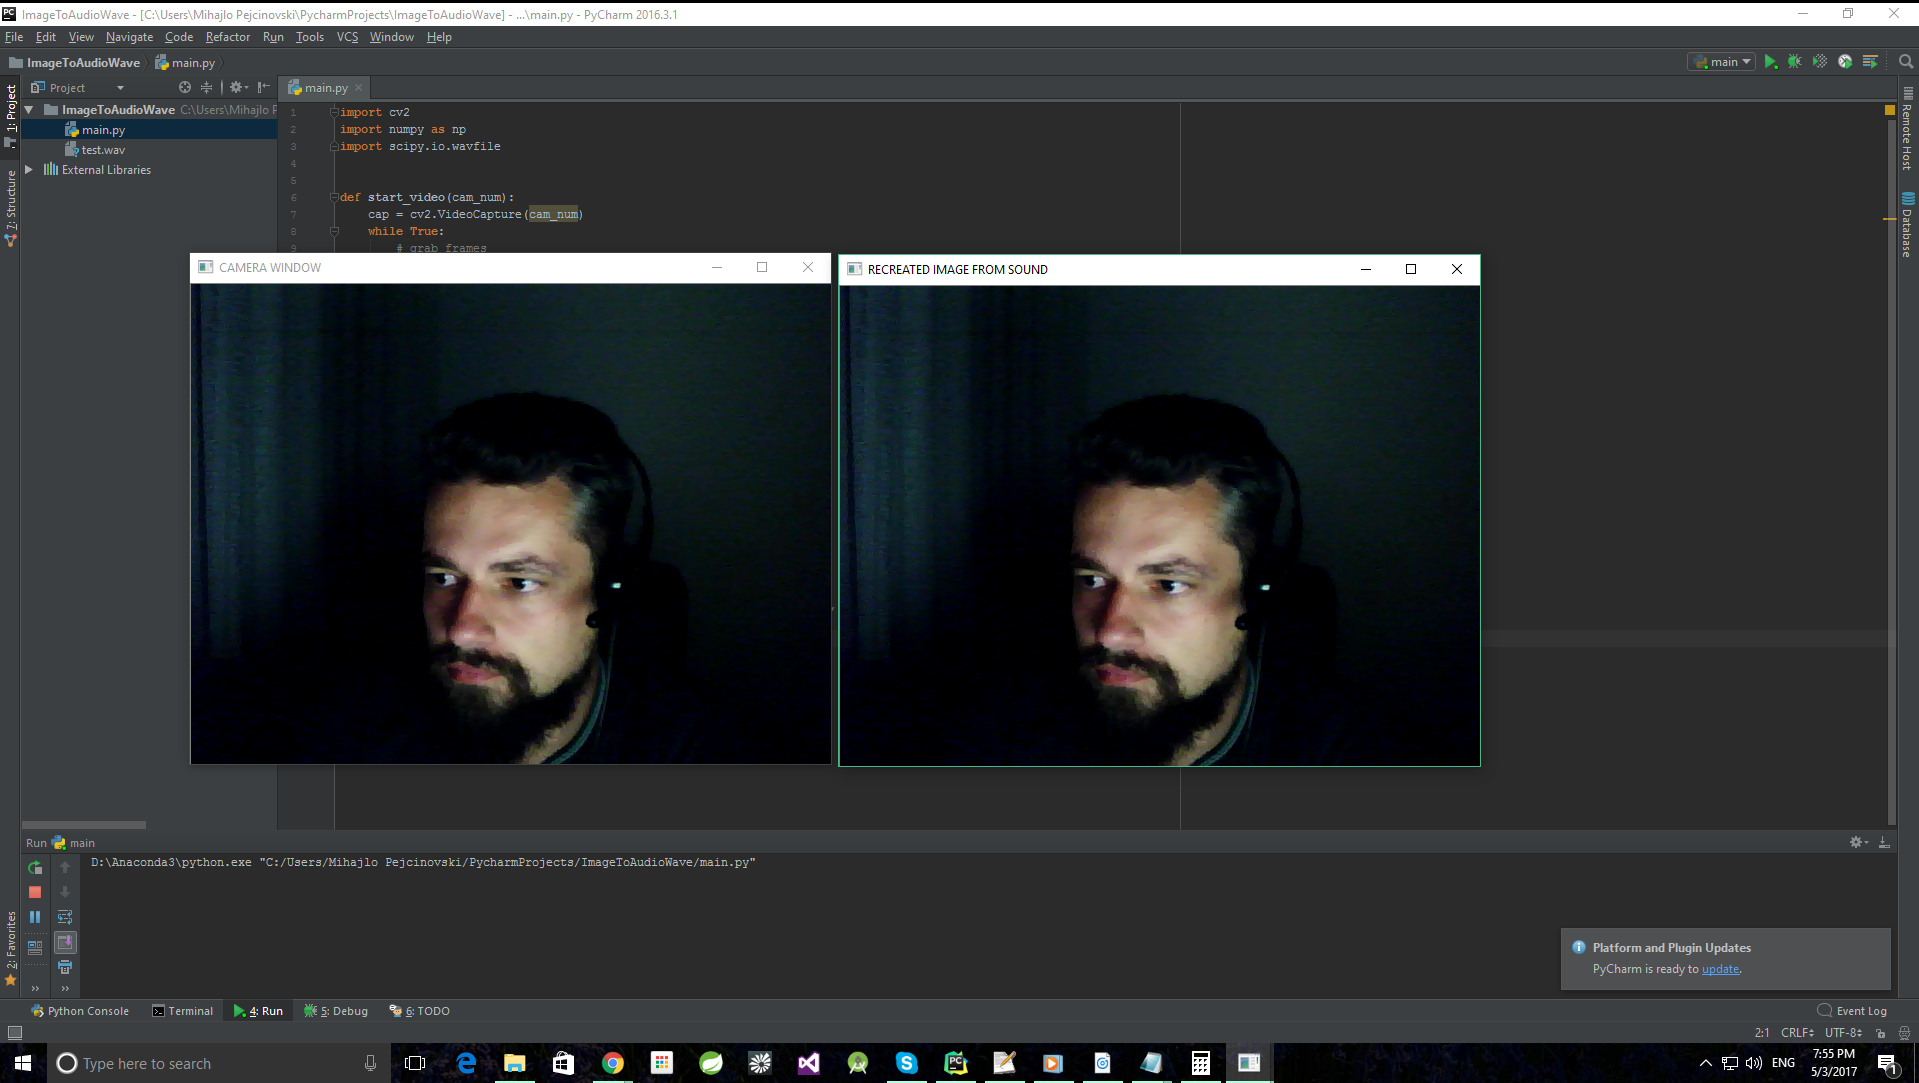 ImageToAudioWave - [C:\Users\Mihajlo Pejcinovski\PycharmProjects\ImageToAudioWave] - ...\main.py - PyCharm 2016.3.1
File Edit View Navigate Code Refactor Run Tools VCS Window Help
ImageToAudioWave main.py
main
Project
main.py
1: Project
7: Structure
2: Favorites
ImageToAudioWave C:\Users\Mihajlo P
main.py
test.wav
External Libraries
1 import cv2
2 import numpy as np
3 import scipy.io.wavfile
4
5
6 def start_video(cam_num):
7 cap = cv2.VideoCapture(cam_num)
8 while True:
9 # grab frames
Remote Host
Database
CAMERA WINDOW
RECREATED IMAGE FROM SOUND
Run main
D:\Anaconda3\python.exe "C:/Users/Mihajlo Pejcinovski/PycharmProjects/ImageToAudioWave/main.py"
Platform and Plugin Updates
PyCharm is ready to update.
Python Console Terminal 4: Run 5: Debug 6: TODO
Event Log
2:1 CRLF UTF-8
Type here to search
ENG
7:55 PM
5/3/2017
1